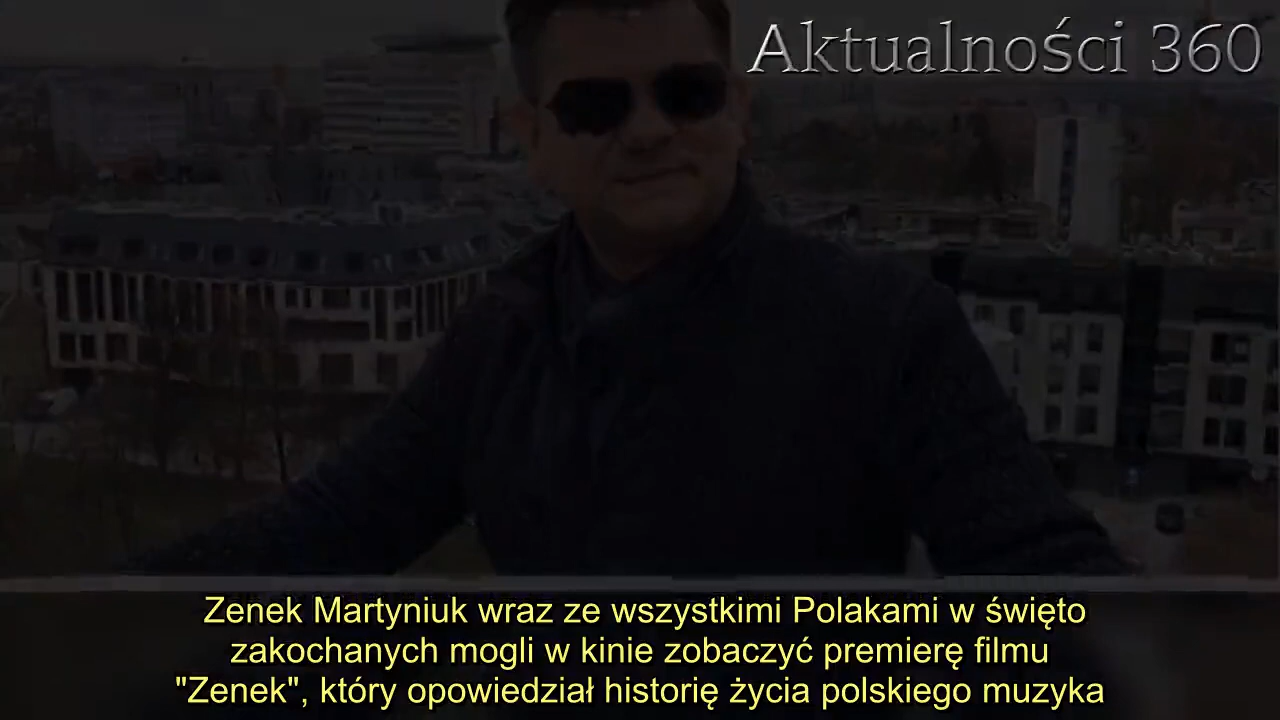 Aktualności 360
Zenek Martyniuk wraz ze wszystkimi Polakami w święto
zakochanych mogli w kinie zobaczyć premierę filmu
"Zenek", który opowiedział historię życia polskiego muzyka